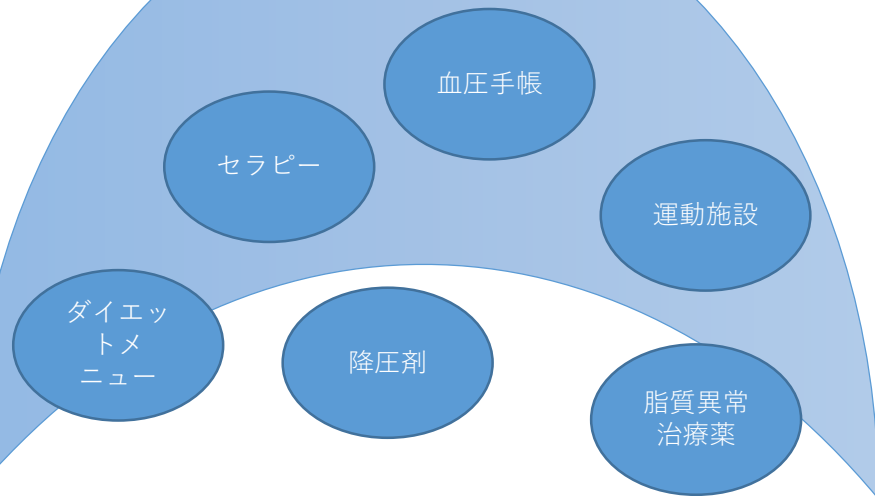 血圧手帳
セラピー
運動施設
ダイエッ
トメ
ニュー
降圧剤
脂質異常
治療薬